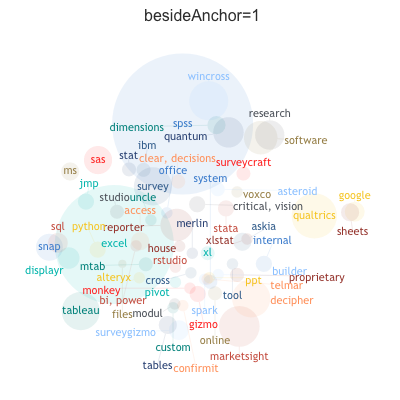 besideAnchor=1
wincross
research
dimensions
spss
quantum
software
ibm
stat
clear, decisions
sas
surveycraft
ms
office
jmp
survey
system
studio
uncle
voxco
asteroid
google
access
critical, vision
qualtrics
sql
python
reporter
merlin
stata
askia
sheets
snap
excel
house
xlstat
internal
xl
displayr
mtab
rstudio
builder
alteryx
cross
ppt
proprietary
monkey
pivot
telmar
bi, power
tool
decipher
tableau
files
modul
spark
surveygizmo
gizmo
online
custom
marketsight
tables
confirmit